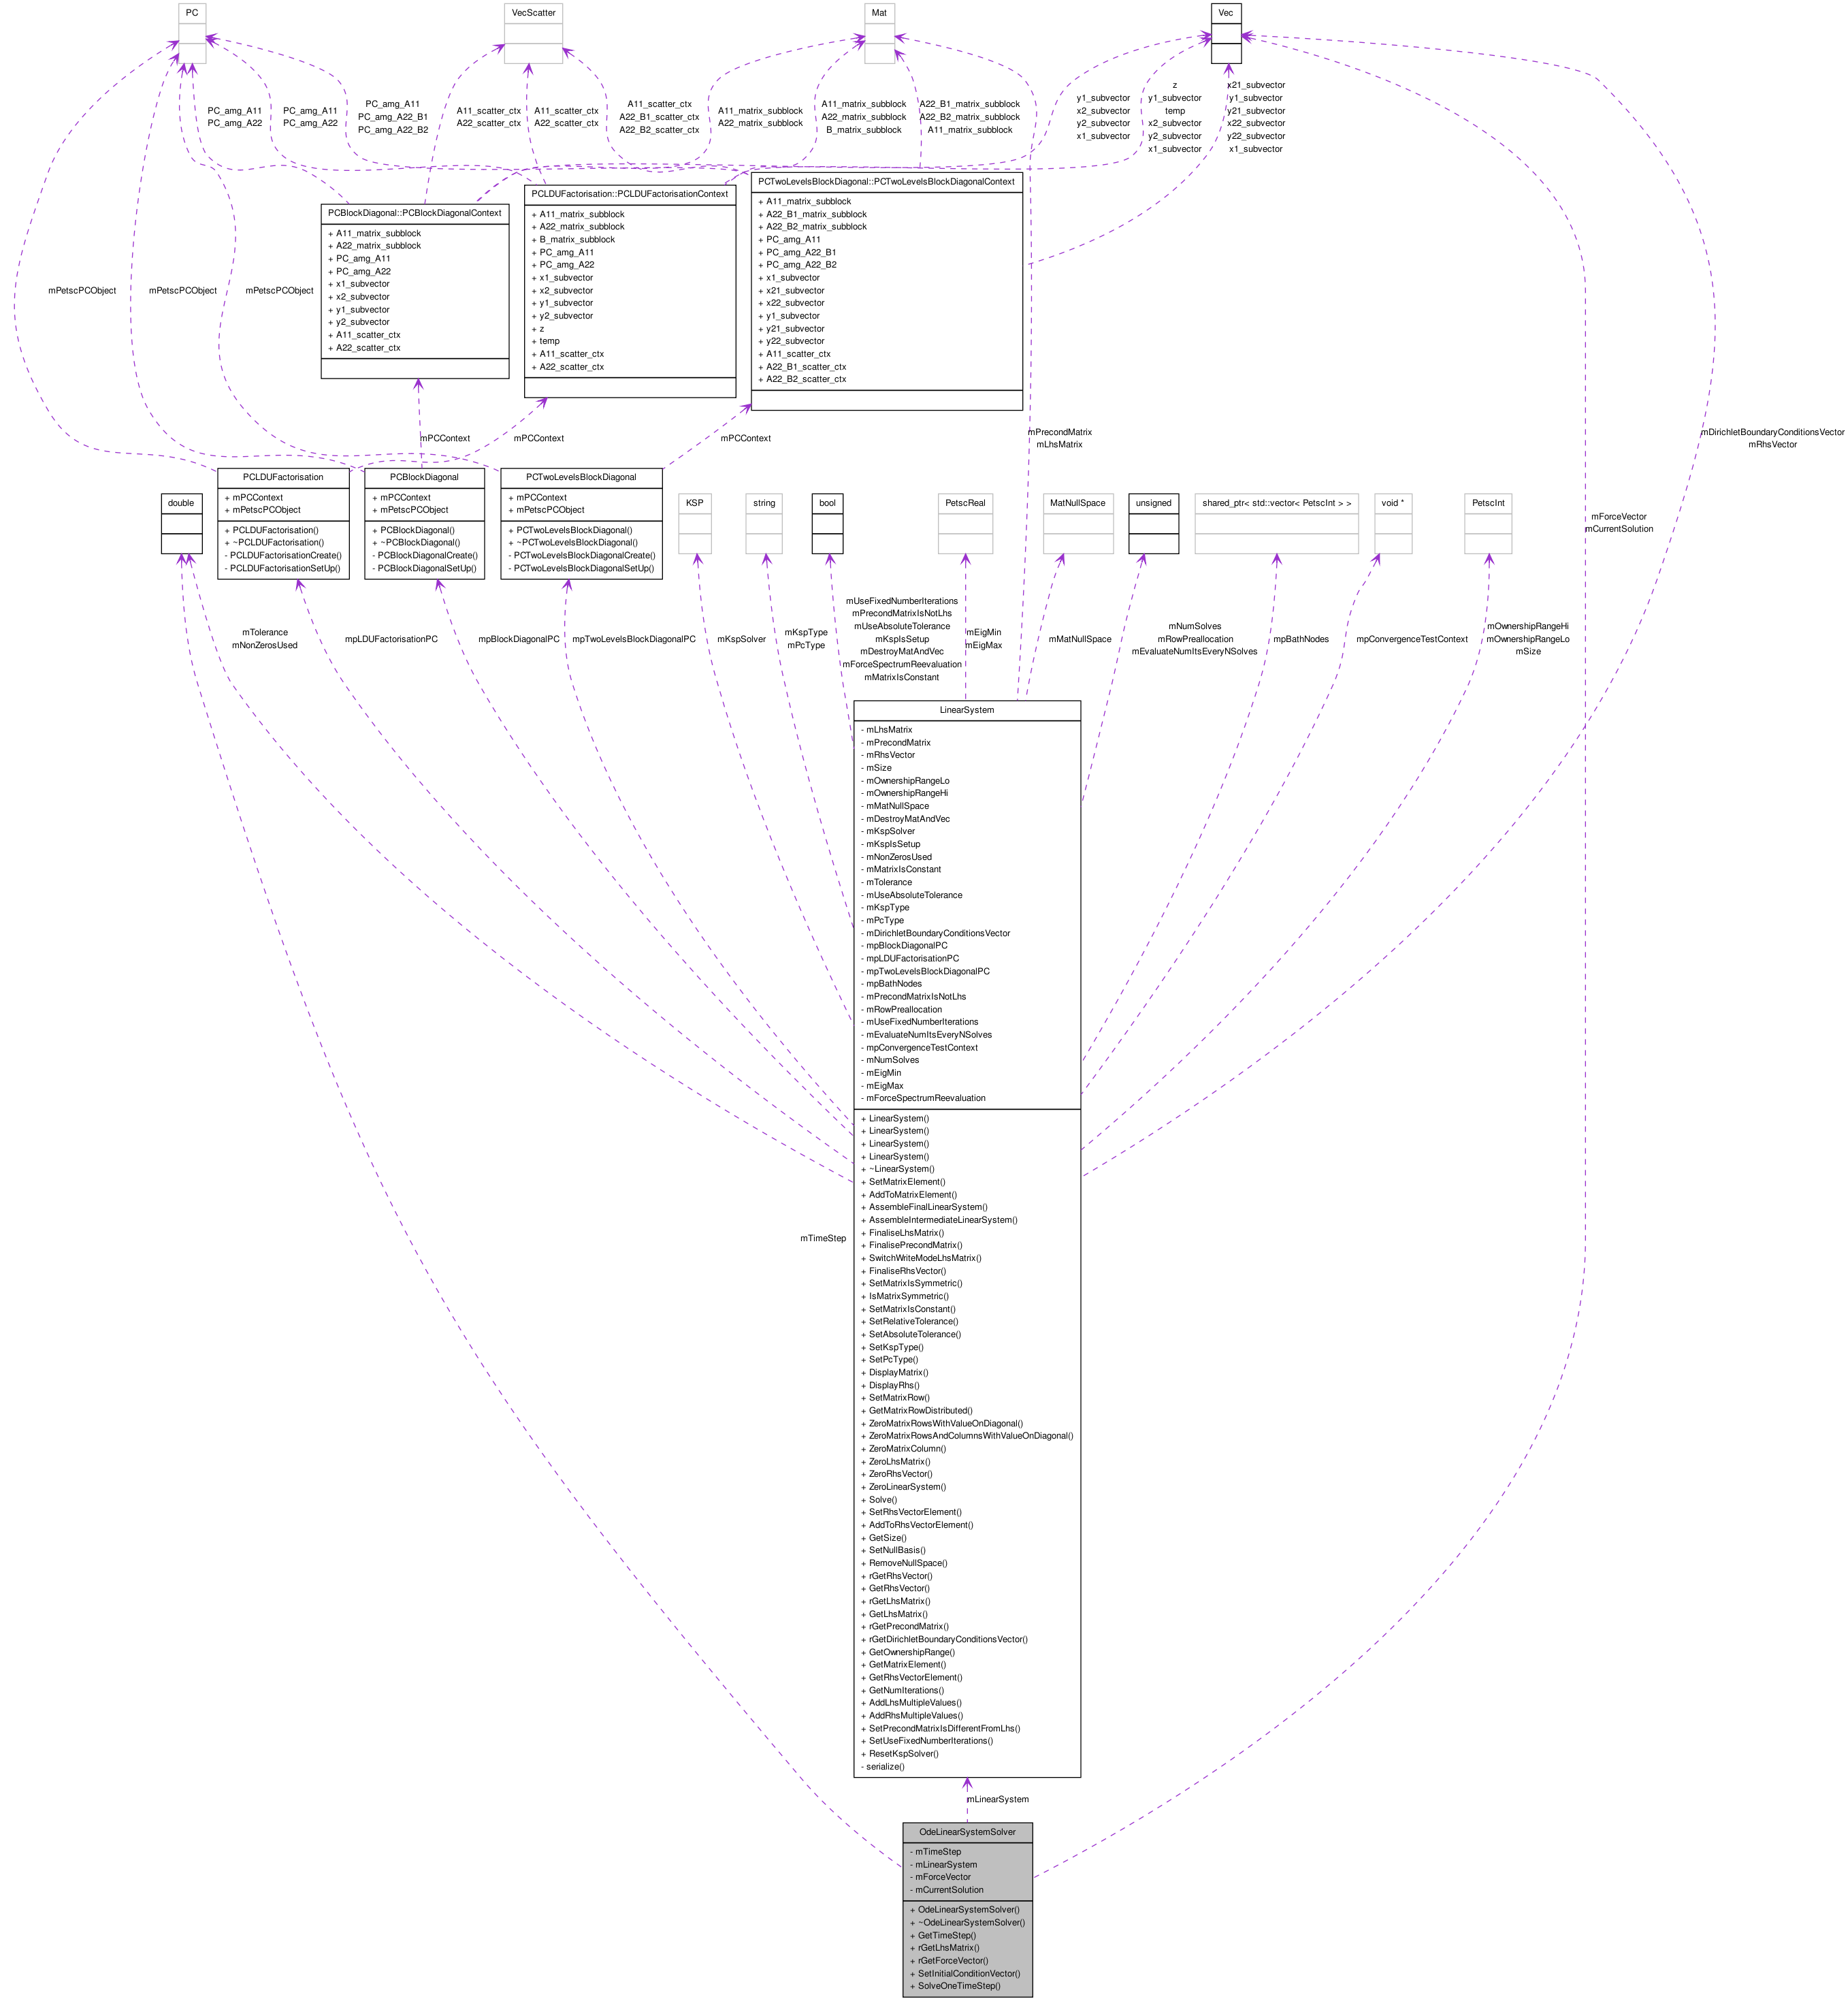 PC
VecScatter
Mat
Vec
PC_amg_A11
PC_amg_A22
PC_amg_A11
PC_amg_A22
PC_amg_A11
PC_amg_A22_B1
PC_amg_A22_B2
A11_scatter_ctx
A22_scatter_ctx
A11_scatter_ctx
A22_scatter_ctx
A11_scatter_ctx
A22_B1_scatter_ctx
A22_B2_scatter_ctx
A11_matrix_subblock
A22_matrix_subblock
A11_matrix_subblock
A22_matrix_subblock
B_matrix_subblock
A22_B1_matrix_subblock
A22_B2_matrix_subblock
A11_matrix_subblock
y1_subvector
x2_subvector
y2_subvector
x1_subvector
z
y1_subvector
temp
x2_subvector
y2_subvector
x1_subvector
x21_subvector
y1_subvector
y21_subvector
x22_subvector
y22_subvector
x1_subvector
mPetscPCObject
mPetscPCObject
mPetscPCObject
PCBlockDiagonal::PCBlockDiagonalContext
+ A11_matrix_subblock
+ A22_matrix_subblock
+ PC_amg_A11
+ PC_amg_A22
+ x1_subvector
+ x2_subvector
+ y1_subvector
+ y2_subvector
+ A11_scatter_ctx
+ A22_scatter_ctx
PCLDUFactorisation::PCLDUFactorisationContext
+ A11_matrix_subblock
+ A22_matrix_subblock
+ B_matrix_subblock
+ PC_amg_A11
+ PC_amg_A22
+ x1_subvector
+ x2_subvector
+ y1_subvector
+ y2_subvector
+ z
+ temp
+ A11_scatter_ctx
+ A22_scatter_ctx
PCTwoLevelsBlockDiagonal::PCTwoLevelsBlockDiagonalContext
+ A11_matrix_subblock
+ A22_B1_matrix_subblock
+ A22_B2_matrix_subblock
+ PC_amg_A11
+ PC_amg_A22_B1
+ PC_amg_A22_B2
+ x1_subvector
+ x21_subvector
+ x22_subvector
+ y1_subvector
+ y21_subvector
+ y22_subvector
+ A11_scatter_ctx
+ A22_B1_scatter_ctx
+ A22_B2_scatter_ctx
mPCContext
mPCContext
mPCContext
mPrecondMatrix
mLhsMatrix
mDirichletBoundaryConditionsVector
mRhsVector
mForceVector
mCurrentSolution
double
PCLDUFactorisation
+ mPCContext
+ mPetscPCObject
+ PCLDUFactorisation()
+ ~PCLDUFactorisation()
- PCLDUFactorisationCreate()
- PCLDUFactorisationSetUp()
PCBlockDiagonal
+ mPCContext
+ mPetscPCObject
+ PCBlockDiagonal()
+ ~PCBlockDiagonal()
- PCBlockDiagonalCreate()
- PCBlockDiagonalSetUp()
PCTwoLevelsBlockDiagonal
+ mPCContext
+ mPetscPCObject
+ PCTwoLevelsBlockDiagonal()
+ ~PCTwoLevelsBlockDiagonal()
- PCTwoLevelsBlockDiagonalCreate()
- PCTwoLevelsBlockDiagonalSetUp()
KSP
string
bool
PetscReal
MatNullSpace
unsigned
shared_ptr< std::vector< PetscInt > >
void *
PetscInt
mTolerance
mNonZerosUsed
mpLDUFactorisationPC
mpBlockDiagonalPC
mpTwoLevelsBlockDiagonalPC
mKspSolver
mKspType
mPcType
mUseFixedNumberIterations
mPrecondMatrixIsNotLhs
mUseAbsoluteTolerance
mKspIsSetup
mDestroyMatAndVec
mForceSpectrumReevaluation
mMatrixIsConstant
mEigMin
mEigMax
mMatNullSpace
mNumSolves
mRowPreallocation
mEvaluateNumItsEveryNSolves
mpBathNodes
mpConvergenceTestContext
mOwnershipRangeHi
mOwnershipRangeLo
mSize
LinearSystem
- mLhsMatrix
- mPrecondMatrix
- mRhsVector
- mSize
- mOwnershipRangeLo
- mOwnershipRangeHi
- mMatNullSpace
- mDestroyMatAndVec
- mKspSolver
- mKspIsSetup
- mNonZerosUsed
- mMatrixIsConstant
- mTolerance
- mUseAbsoluteTolerance
- mKspType
- mPcType
- mDirichletBoundaryConditionsVector
- mpBlockDiagonalPC
- mpLDUFactorisationPC
- mpTwoLevelsBlockDiagonalPC
- mpBathNodes
- mPrecondMatrixIsNotLhs
- mRowPreallocation
- mUseFixedNumberIterations
- mEvaluateNumItsEveryNSolves
- mpConvergenceTestContext
- mNumSolves
- mEigMin
- mEigMax
- mForceSpectrumReevaluation
+ LinearSystem()
+ LinearSystem()
+ LinearSystem()
+ LinearSystem()
+ ~LinearSystem()
+ SetMatrixElement()
+ AddToMatrixElement()
+ AssembleFinalLinearSystem()
+ AssembleIntermediateLinearSystem()
+ FinaliseLhsMatrix()
+ FinalisePrecondMatrix()
+ SwitchWriteModeLhsMatrix()
+ FinaliseRhsVector()
+ SetMatrixIsSymmetric()
+ IsMatrixSymmetric()
+ SetMatrixIsConstant()
+ SetRelativeTolerance()
+ SetAbsoluteTolerance()
+ SetKspType()
+ SetPcType()
+ DisplayMatrix()
+ DisplayRhs()
+ SetMatrixRow()
+ GetMatrixRowDistributed()
+ ZeroMatrixRowsWithValueOnDiagonal()
+ ZeroMatrixRowsAndColumnsWithValueOnDiagonal()
+ ZeroMatrixColumn()
+ ZeroLhsMatrix()
+ ZeroRhsVector()
+ ZeroLinearSystem()
+ Solve()
+ SetRhsVectorElement()
+ AddToRhsVectorElement()
+ GetSize()
+ SetNullBasis()
+ RemoveNullSpace()
+ rGetRhsVector()
+ GetRhsVector()
+ rGetLhsMatrix()
+ GetLhsMatrix()
+ rGetPrecondMatrix()
+ rGetDirichletBoundaryConditionsVector()
+ GetOwnershipRange()
+ GetMatrixElement()
+ GetRhsVectorElement()
+ GetNumIterations()
+ AddLhsMultipleValues()
+ AddRhsMultipleValues()
+ SetPrecondMatrixIsDifferentFromLhs()
+ SetUseFixedNumberIterations()
+ ResetKspSolver()
- serialize()
mTimeStep
mLinearSystem
OdeLinearSystemSolver
- mTimeStep
- mLinearSystem
- mForceVector
- mCurrentSolution
+ OdeLinearSystemSolver()
+ ~OdeLinearSystemSolver()
+ GetTimeStep()
+ rGetLhsMatrix()
+ rGetForceVector()
+ SetInitialConditionVector()
+ SolveOneTimeStep()